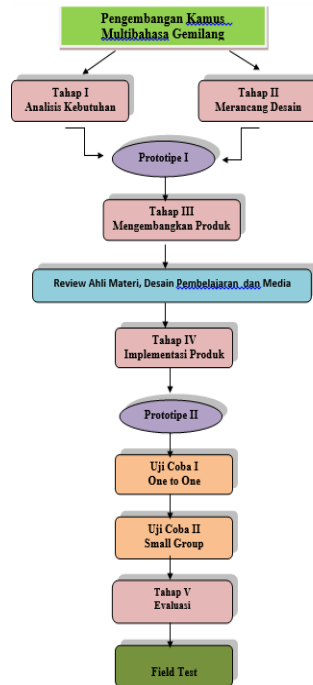 Pengembangan Kamus
Multibahasa Gemilang
Tahap I
Analisis Kebutuhan
Tahap II
Merancang Desain
Prototipe I
Tahap III
Mengembangkan Produk
Review Ahli Materi, Desain Pembelajaran dan Media
Tahap IV
Implementasi Produk
Prototipe II
Uji Coba I
One to One
Uji Coba II
Small Group
Tahap V
Evaluasi
Field Test